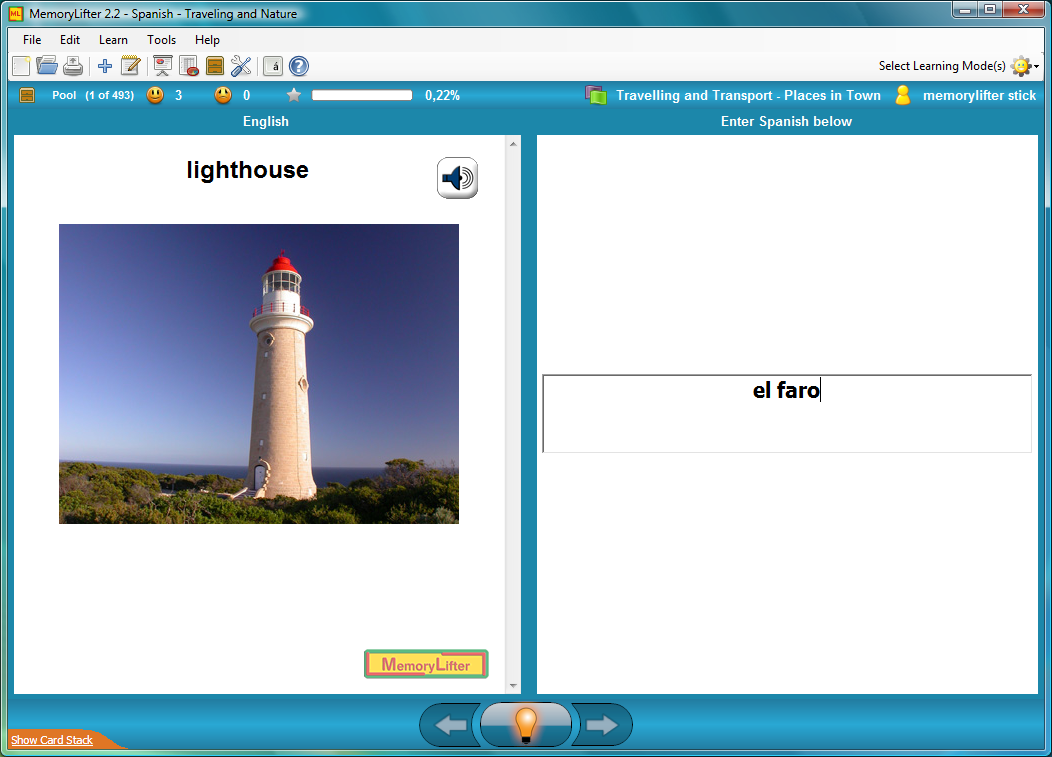 MemoryLifter 2.2 - Spanish - Traveling and Nature
File Edit Learn Tools Help
Select Learning Mode(s)
Pool (1 of 493) 3 0 0,22% Travelling and Transport - Places in Town memorylifter stick
English
Enter Spanish below
lighthouse
el faro
MemoryLifter
Show Card Stack